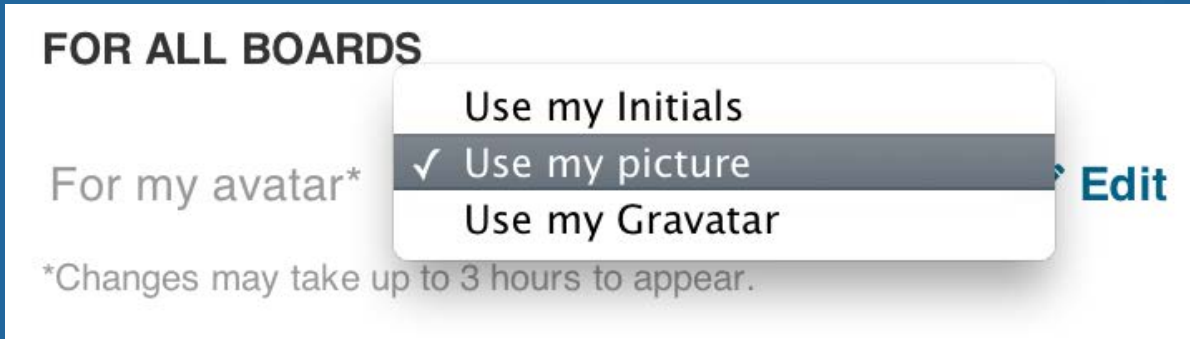 FOR ALL BOARDS
Use my Initials
For my avatar* ✓ Use my picture Edit
Use my Gravatar
*Changes may take up to 3 hours to appear.